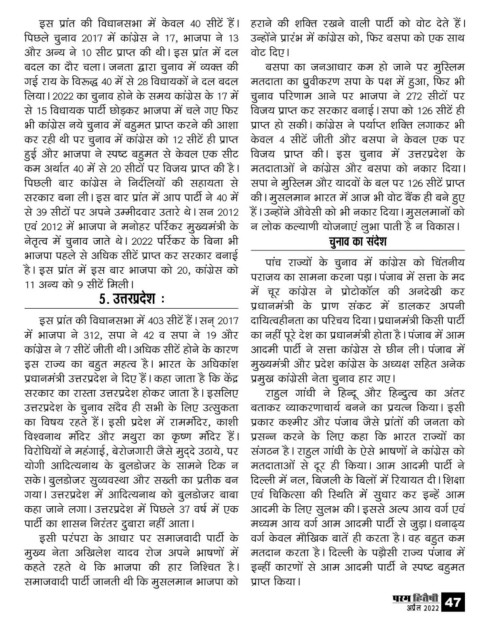 इस प्रांत की विधानसभा में केवल 40 सीटें हैं।
पिछले चुनाव 2017 में कांग्रेस ने 17, भाजपा ने 13
और अन्य ने 10 सीट प्राप्त की थी। इस प्रांत में दल
बदल का दौर चला। जनता द्वारा चुनाव में व्यक्त की
गई राय के विरूद्ध 40 में से 28 विधायकों ने दल बदल
लिया। 2022 का चुनाव होने के समय कांग्रेस के 17 में
से 15 विधायक पार्टी छोड़कर भाजपा में चले गए फिर
भी कांग्रेस नये चुनाव में बहुमत प्राप्त करने की आशा
कर रही थी पर चुनाव में कांग्रेस को 12 सीटें ही प्राप्त
हुई और भाजपा ने स्पष्ट बहुमत से केवल एक सीट
कम अर्थात 40 में से 20 सीटों पर विजय प्राप्त की है।
पिछली बार कांग्रेस ने निर्दलियों की सहायता से
सरकार बना ली। इस बार प्रांत में आप पार्टी ने 40 में
से 39 सीटों पर अपने उम्मीदवार उतारे थे। सन 2012
एवं 2012 में भाजपा ने मनोहर पर्रिकर मुख्यमंत्री के
नेतृत्व में चुनाव जाते थे। 2022 पर्रिकर के बिना भी
भाजपा पहले से अधिक सीटें प्राप्त कर सरकार बनाई
है। इस प्रांत में इस बार भाजपा को 20, कांग्रेस को
11 अन्य को 9 सीटें मिली।
5. उत्तरप्रदेश :
इस प्रांत की विधानसभा में 403 सीटें हैं। सन् 2017
में भाजपा ने 312, सपा ने 42 व सपा ने 19 और
कांग्रेस ने 7 सीटें जीती थी। अधिक सीटें होने के कारण
इस राज्य का बहुत महत्व है। भारत के अधिकांश
प्रधानमंत्री उत्तरप्रदेश ने दिए हैं। कहा जाता है कि केंद्र
सरकार का रास्ता उत्तरप्रदेश होकर जाता है। इसलिए
उत्तरप्रदेश के चुनाव सदैव ही सभी के लिए उत्सुकता
का विषय रहते हैं। इसी प्रदेश में राममंदिर, काशी
विश्वनाथ मंदिर और मथुरा का कृष्ण मंदिर हैं।
विरोधियों ने महंगाई, बेरोजगारी जैसे मुद्दे उठाये, पर
योगी आदित्यनाथ के बुलडोजर के सामने टिक न
सके। बुलडोजर सुव्यवस्था और सख्ती का प्रतीक बन
गया। उत्तरप्रदेश में आदित्यनाथ को बुलडोजर बाबा
कहा जाने लगा। उत्तरप्रदेश में पिछले 37 वर्ष में एक
पार्टी का शासन निरंतर दुबारा नहीं आता।
इसी परंपरा के आधार पर समाजवादी पार्टी के
मुख्य नेता अखिलेश यादव रोज अपने भाषणों में
कहते रहते थे कि भाजपा की हार निश्चित है।
समाजवादी पार्टी जानती थी कि मुसलमान भाजपा को
हराने की शक्ति रखने वाली पार्टी को वोट देते हैं।
उन्होंने प्रारंभ में कांग्रेस को, फिर बसपा को एक साथ
वोट दिए।
बसपा का जनआधार कम हो जाने पर मुस्लिम
मतदाता का ध्रुवीकरण सपा के पक्ष में हुआ, फिर भी
चुनाव परिणाम आने पर भाजपा ने 272 सीटों पर
विजय प्राप्त कर सरकार बनाई। सपा को 126 सीटें ही
प्राप्त हो सकी। कांग्रेस ने पर्याप्त शक्ति लगाकर भी
केवल 4 सीटें जीती और बसपा ने केवल एक पर
विजय प्राप्त की। इस चुनाव में उत्तरप्रदेश के
मतदाताओं ने कांग्रेस और बसपा को नकार दिया।
सपा ने मुस्लिम और यादवों के बल पर 126 सीटें प्राप्त
की। मुसलमान भारत में आज भी वोट बैंक ही बने हुए
हैं। उन्होंने औवेसी को भी नकार दिया। मुसलमानों को
न लोक कल्याणी योजनाएं लुभा पाती है न विकास।
चुनाव का संदेश
पांच राज्यों के चुनाव में कांग्रेस को चिंतनीय
पराजय का सामना करना पड़ा। पंजाब में सत्ता के मद
में चूर कांग्रेस ने प्रोटोकॉल की अनदेखी कर
प्रधानमंत्री के प्राण संकट में डालकर अपनी
दायित्वहीनता का परिचय दिया। प्रधानमंत्री किसी पार्टी
का नहीं पूरे देश का प्रधानमंत्री होता है। पंजाब में आम
आदमी पार्टी ने सत्ता कांग्रेस से छीन ली। पंजाब में
मुख्यमंत्री और प्रदेश कांग्रेस के अध्यक्ष सहित अनेक
प्रमुख कांग्रेसी नेता चुनाव हार गए।
राहुल गांधी ने हिन्दू और हिन्दुत्व का अंतर
बताकर व्याकरणाचार्य बनने का प्रयत्न किया। इसी
प्रकार कश्मीर और पंजाब जैसे प्रांतों की जनता को
प्रसन्न करने के लिए कहा कि भारत राज्यों का
संगठन है। राहुल गांधी के ऐसे भाषणों ने कांग्रेस को
मतदाताओं से दूर ही किया। आम आदमी पार्टी ने
दिल्ली में नल, बिजली के बिलों में रियायत दी। शिक्षा
एवं चिकित्सा की स्थिति में सुधार कर इन्हें आम
आदमी के लिए सुलभ की। इससे अल्प आय वर्ग एवं
मध्यम आय वर्ग आम आदमी पार्टी से जुड़ा। धनाढ्य
वर्ग केवल मौखिक बातें ही करता है। वह बहुत कम
मतदान करता है। दिल्ली के पड़ौसी राज्य पंजाब में
इन्हीं कारणों से आम आदमी पार्टी ने स्पष्ट बहुमत
प्राप्त किया।
परम हितैषी
अप्रैल 2022 47